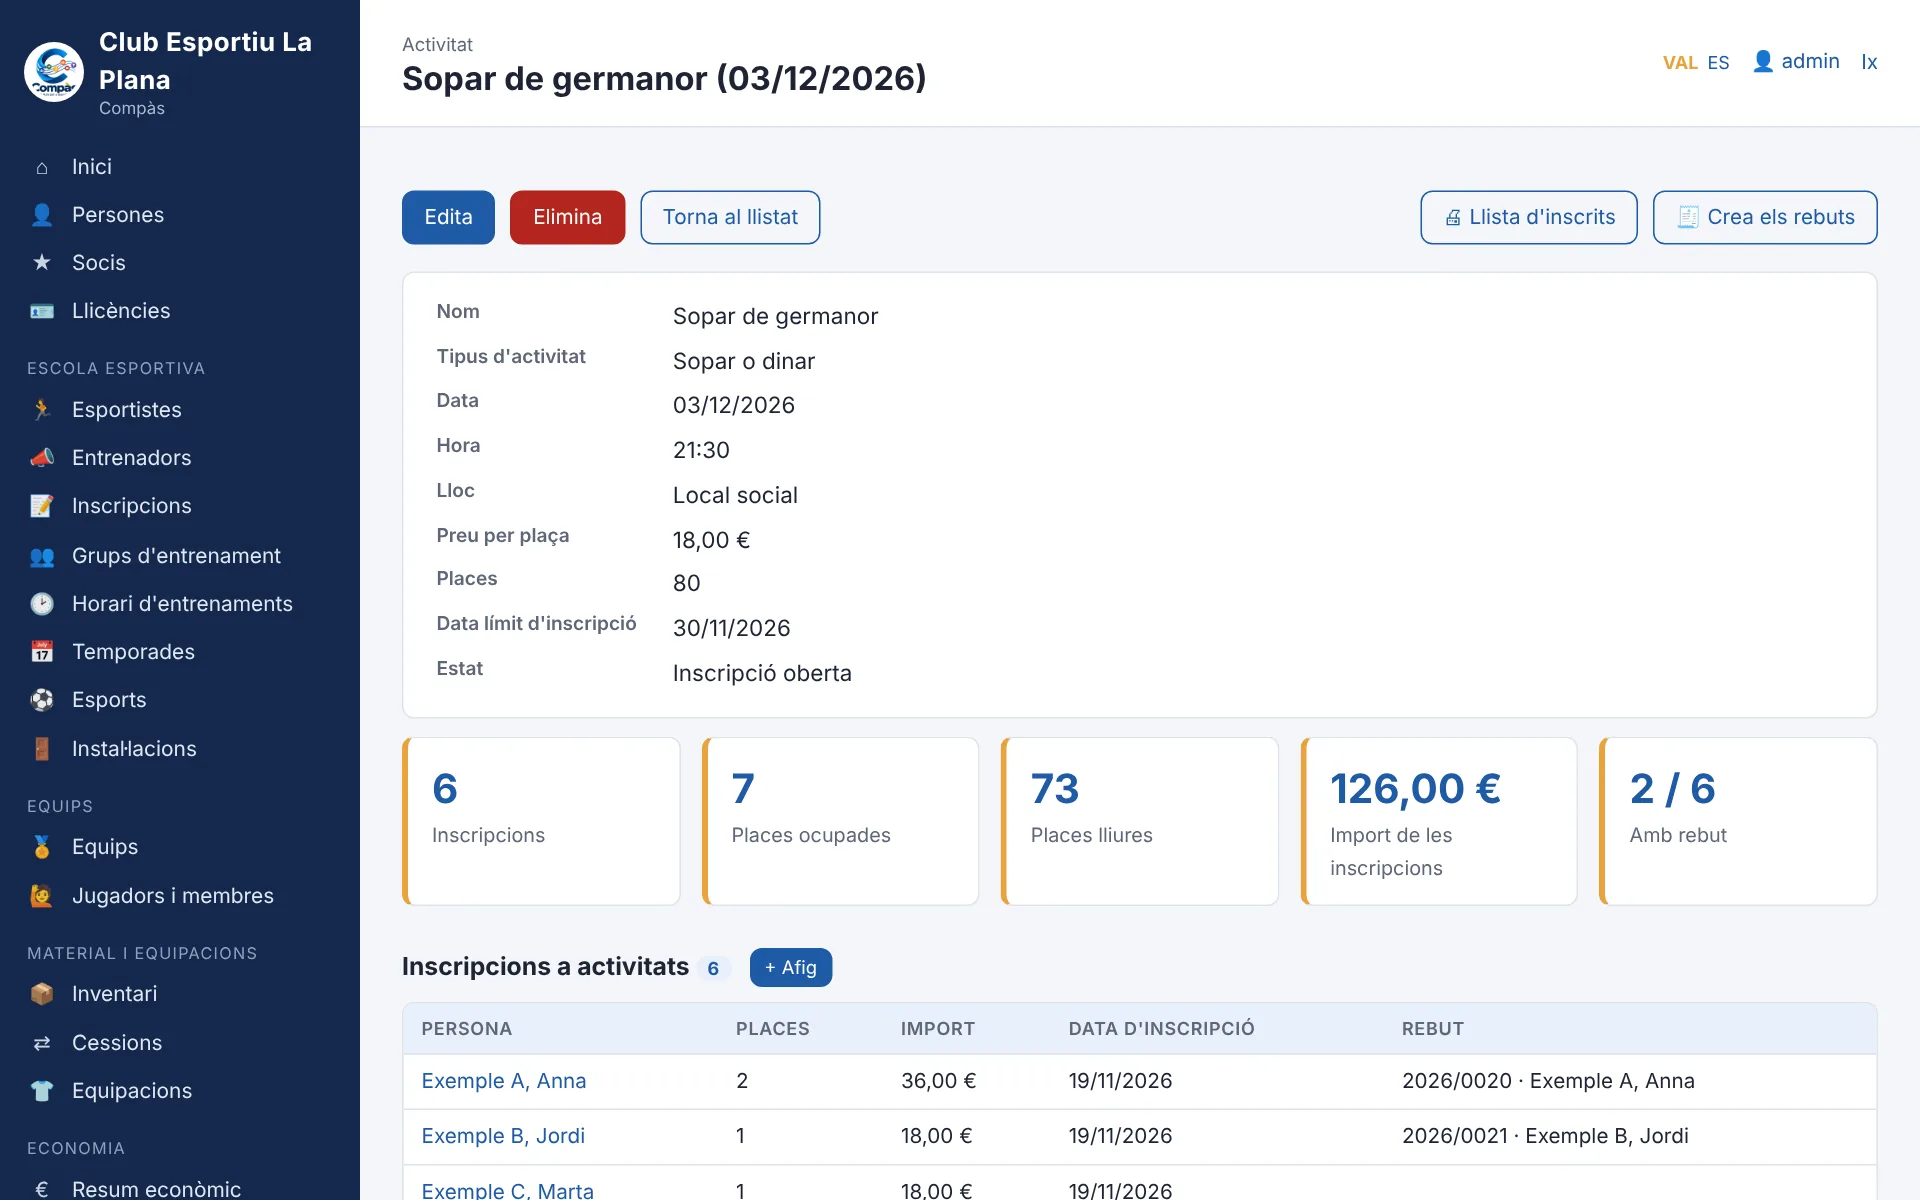 Club Esportiu La
Plana
Compàs
Inici
Persones
Socis
Llicències
ESCOLA ESPORTIVA
Esportistes
Entrenadors
Inscripcions
Grups d'entrenament
Horari d'entrenaments
Temporades
Esports
Instal·lacions
EQUIPS
Equips
Jugadors i membres
MATERIAL I EQUIPACIONS
Inventari
Cessions
Equipacions
ECONOMIA
€ Resum econòmic
Activitat
Sopar de germanor (03/12/2026)
VAL ES admin Ix
Edita Elimina Torna al llistat Llista d'inscrits Crea els rebuts
Nom Sopar de germanor
Tipus d'activitat Sopar o dinar
Data 03/12/2026
Hora 21:30
Lloc Local social
Preu per plaça 18,00 €
Places 80
Data límit d'inscripció 30/11/2026
Estat Inscripció oberta
6 7 73 126,00 € 2 / 6
Inscripcions Places ocupades Places lliures Import de les Amb rebut
inscripcions
Inscripcions a activitats 6 + Afig
PERSONA PLACES IMPORT DATA D'INSCRIPCIÓ REBUT
Exemple A, Anna 2 36,00 € 19/11/2026 2026/0020 · Exemple A, Anna
Exemple B, Jordi 1 18,00 € 19/11/2026 2026/0021 · Exemple B, Jordi
Exemple C, Marta 1 18,00 € 19/11/2026